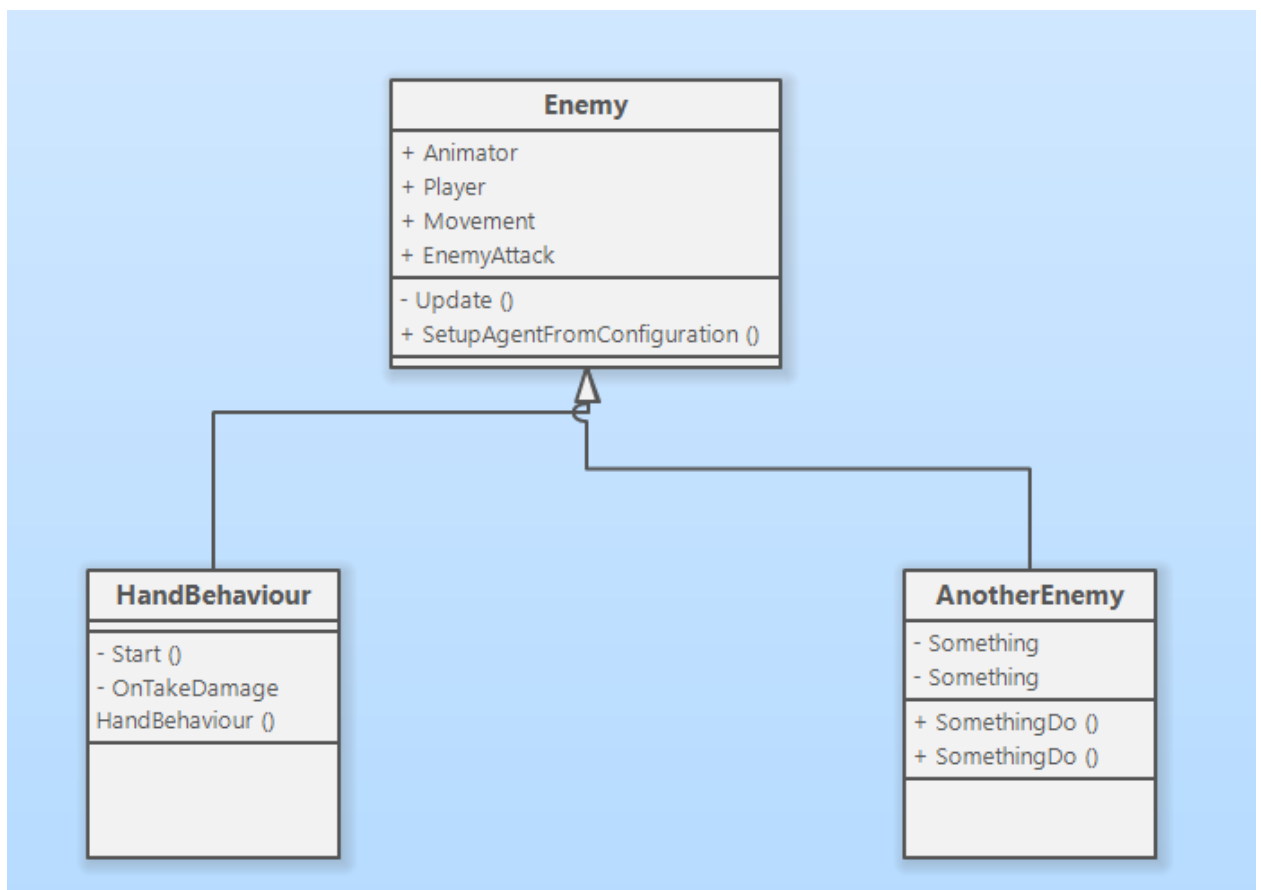 Enemy
+ Animator
+ Player
+ Movement
+ EnemyAttack
- Update ()
+ SetupAgentFromConfiguration ()
HandBehaviour
- Start ()
- OnTakeDamage
HandBehaviour ()
AnotherEnemy
- Something
- Something
+ SomethingDo ()
+ SomethingDo ()